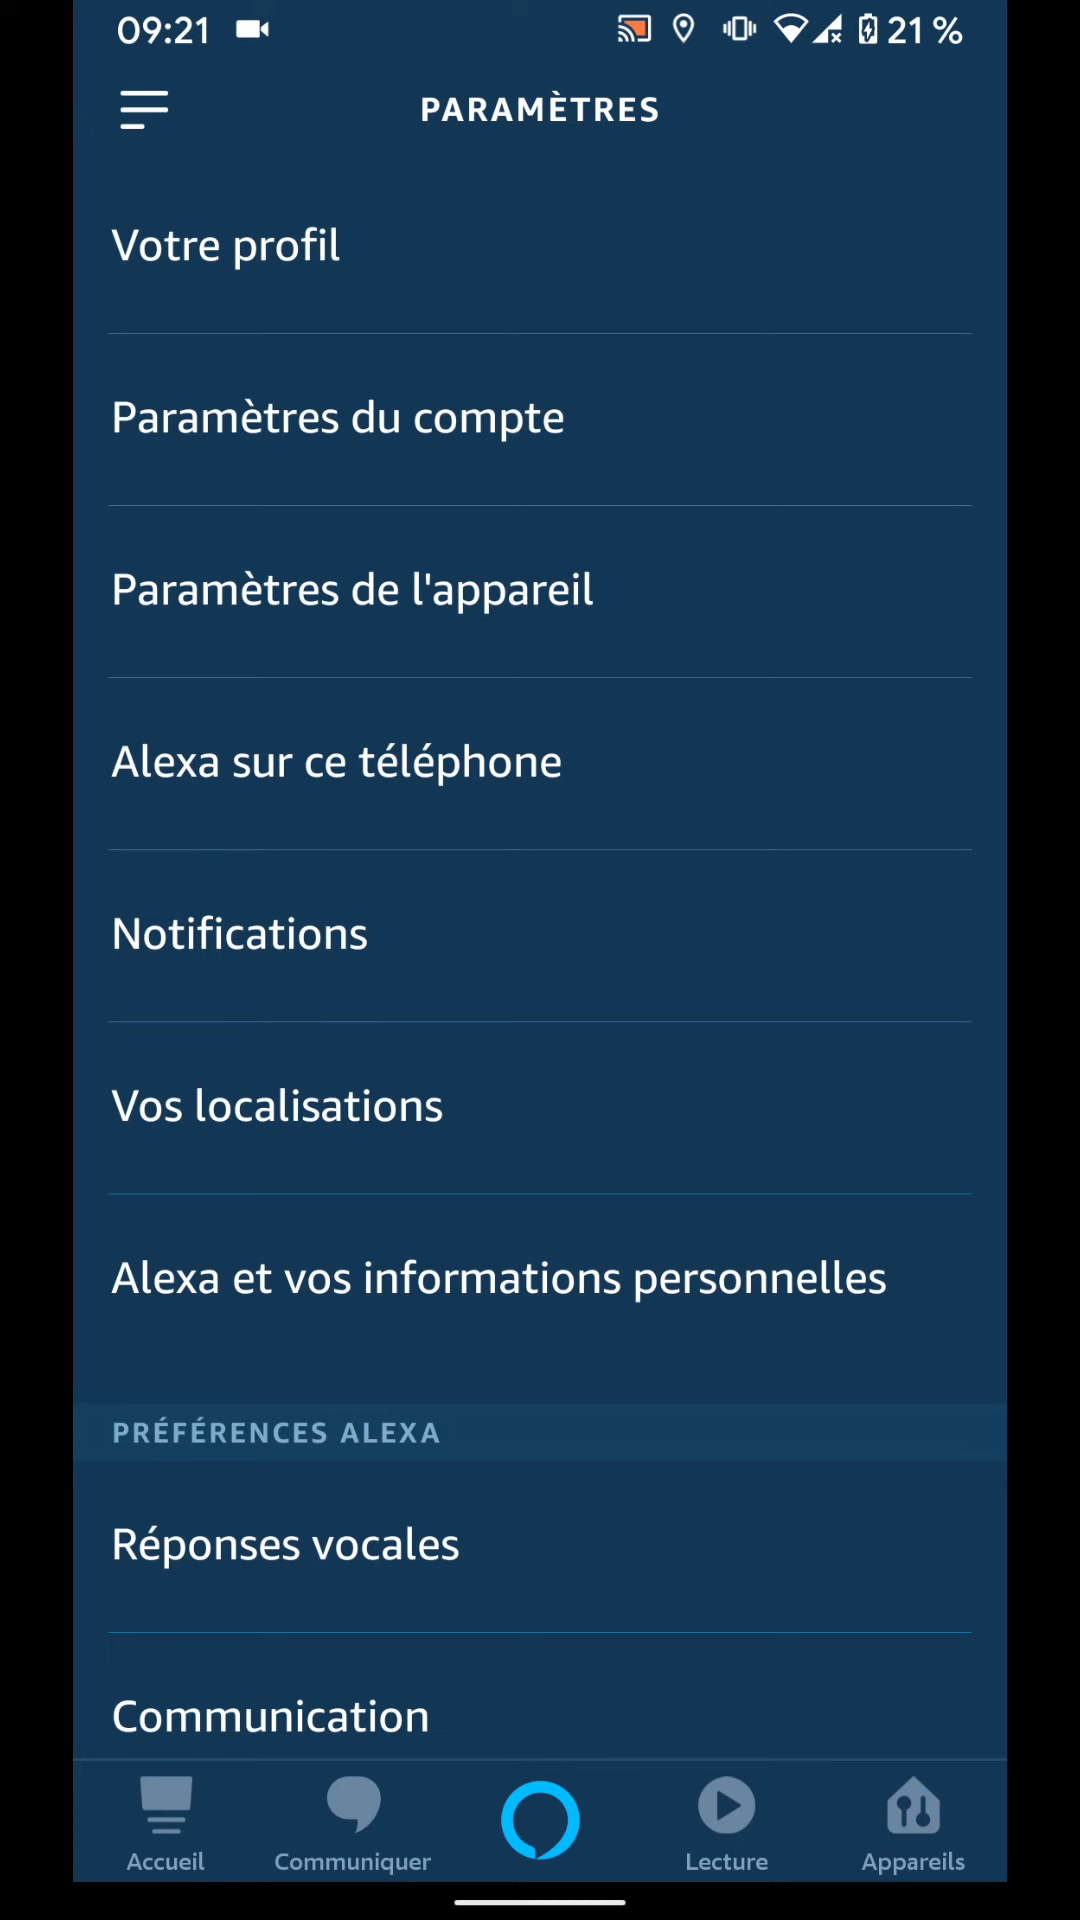 09:21
21 %
PARAMÈTRES
Votre profil
Paramètres du compte
Paramètres de l'appareil
Alexa sur ce téléphone
Notifications
Vos localisations
Alexa et vos informations personnelles
PRÉFÉRENCES ALEXA
Réponses vocales
Communication
Accueil
Communiquer
Lecture
Appareils